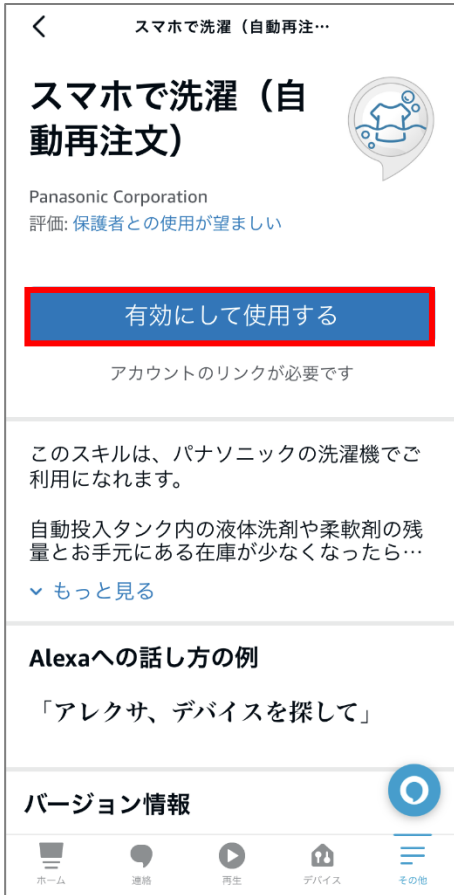 スマホで洗濯（自動再注…
スマホで洗濯（自
動再注文）
Panasonic Corporation
評価: 保護者との使用が望ましい
有効にして使用する
アカウントのリンクが必要です
このスキルは、パナソニックの洗濯機でご
利用になれます。
自動投入タンク内の液体洗剤や柔軟剤の残
量とお手元にある在庫が少なくなったら…
もっと見る
Alexaへの話し方の例
「アレクサ、デバイスを探して」
バージョン情報
ホーム 連絡 再生 デバイス その他